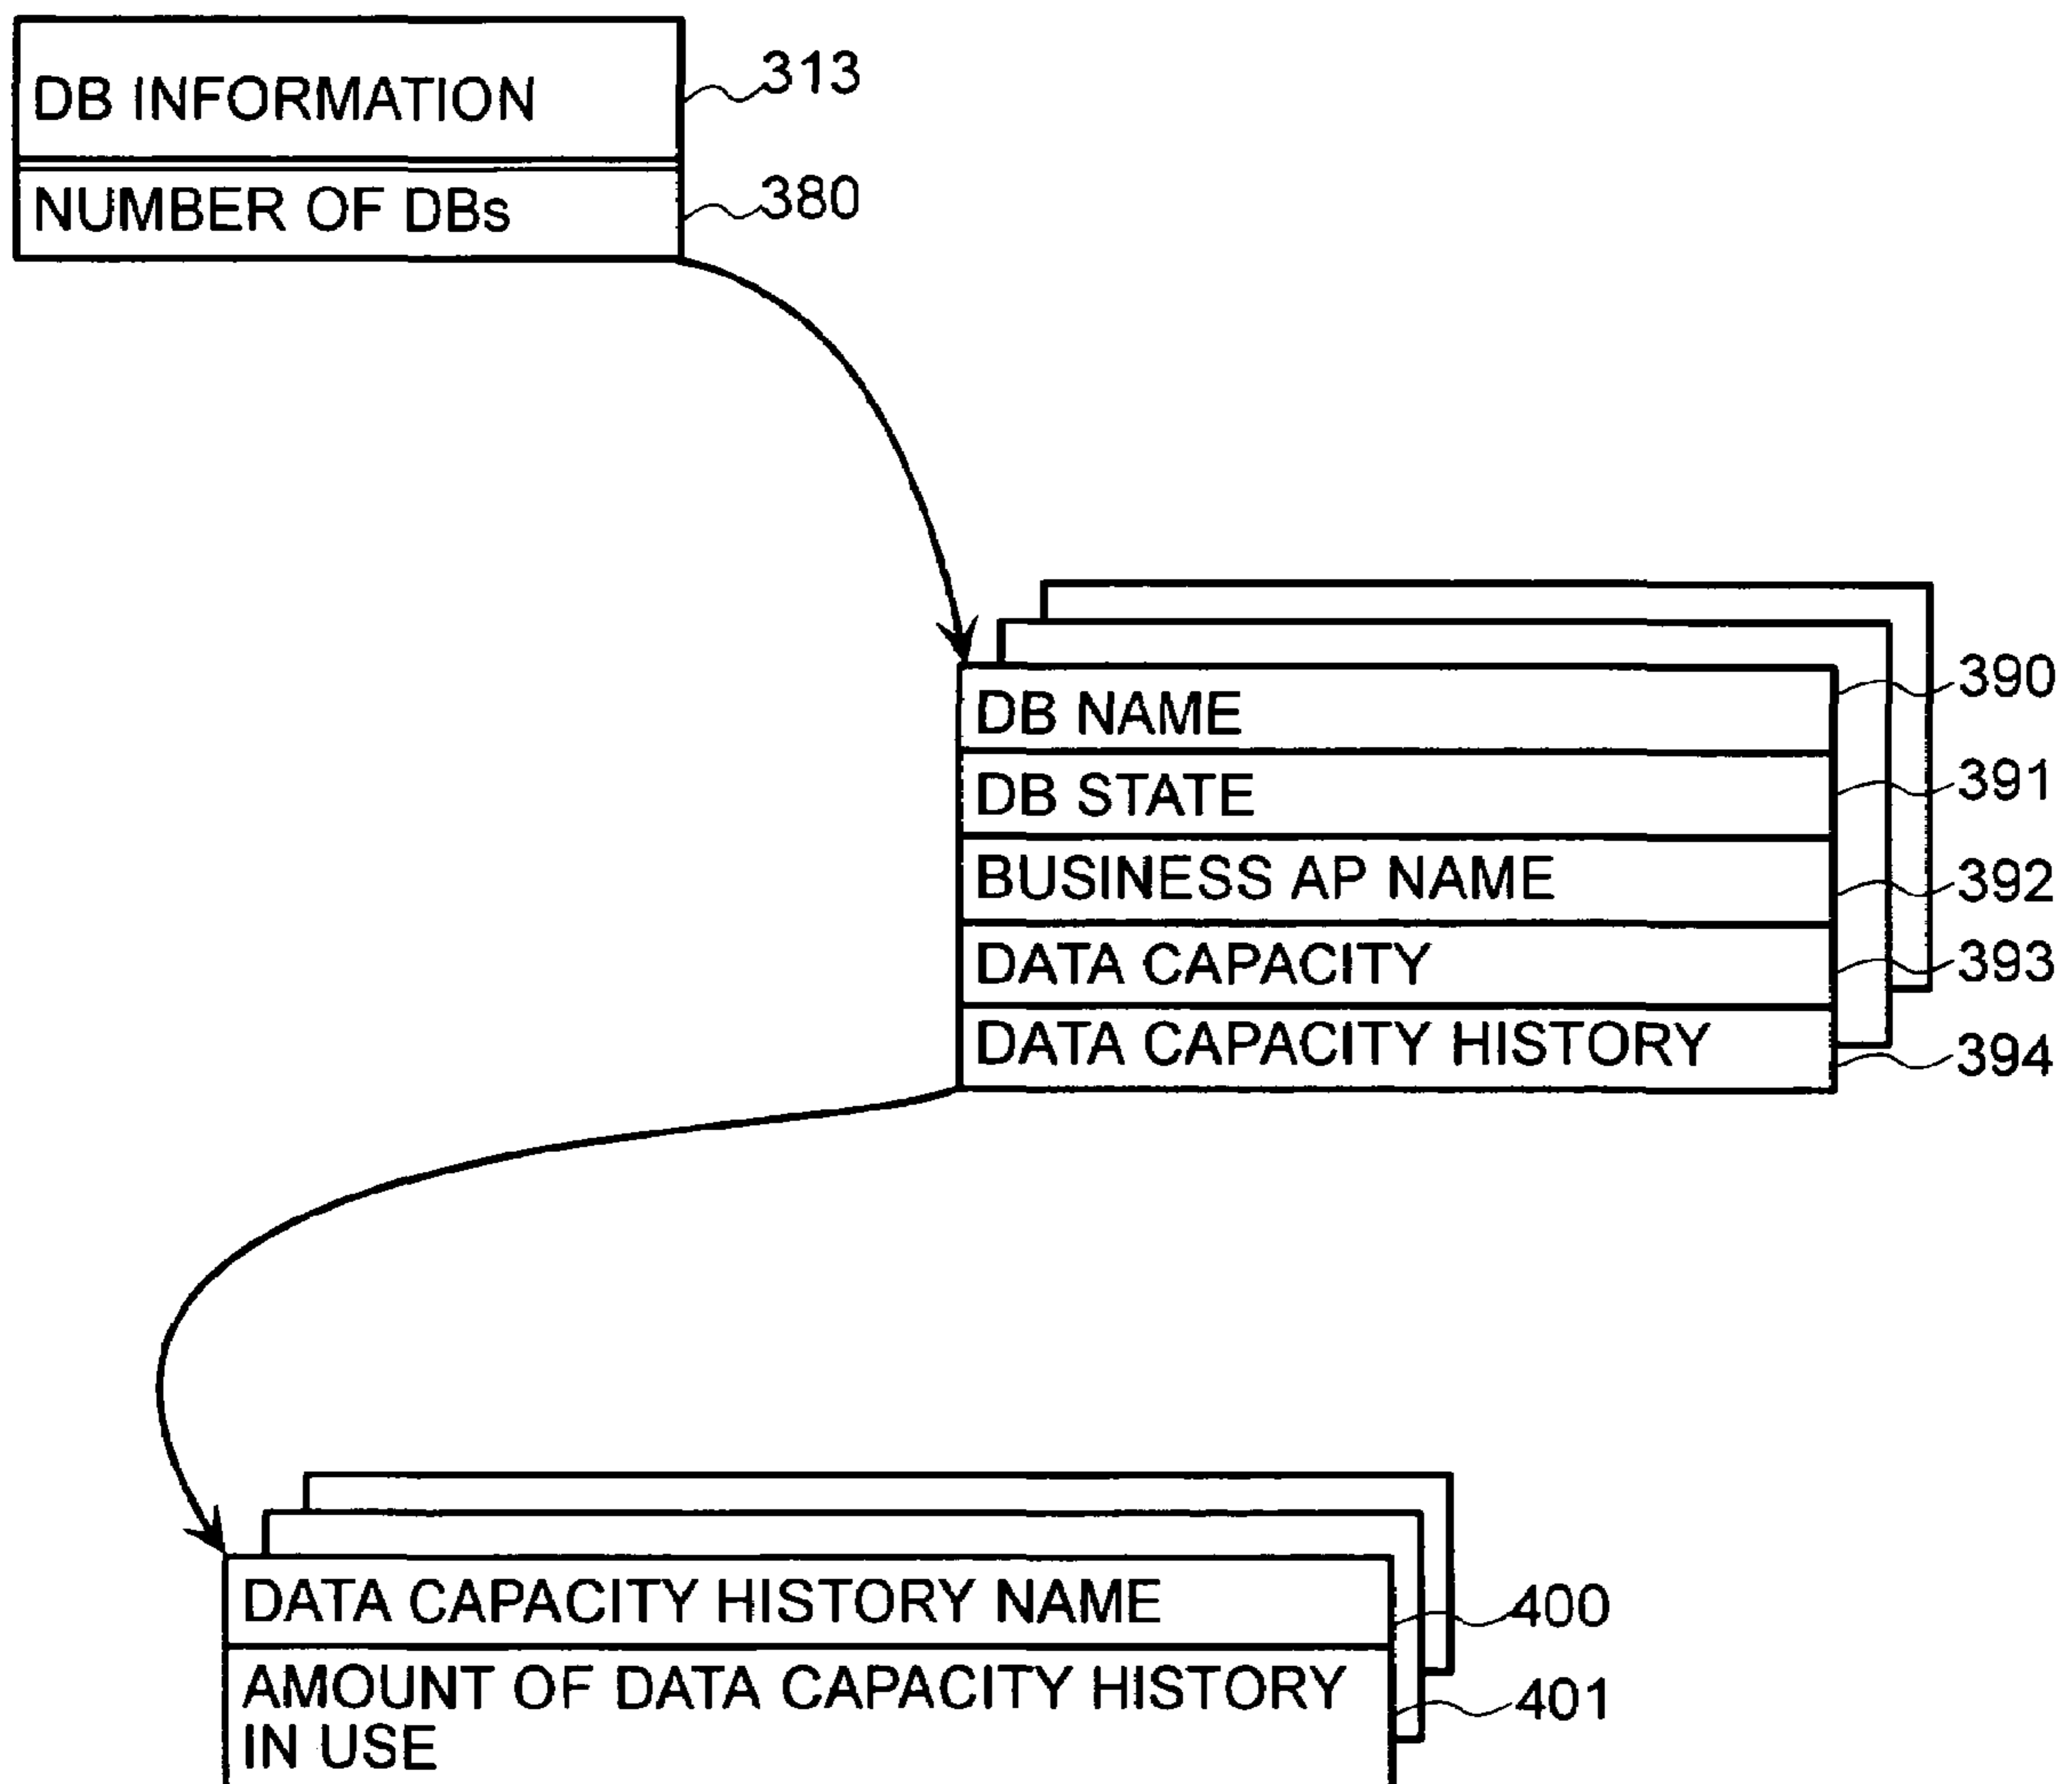 DB INFORMATION
313
NUMBER OF DBs
380
DB NAME
390
DB STATE
391
BUSINESS AP NAME
392
DATA CAPACITY
393
DATA CAPACITY HISTORY
394
DATA CAPACITY HISTORY NAME
400
AMOUNT OF DATA CAPACITY HISTORY
IN USE
401